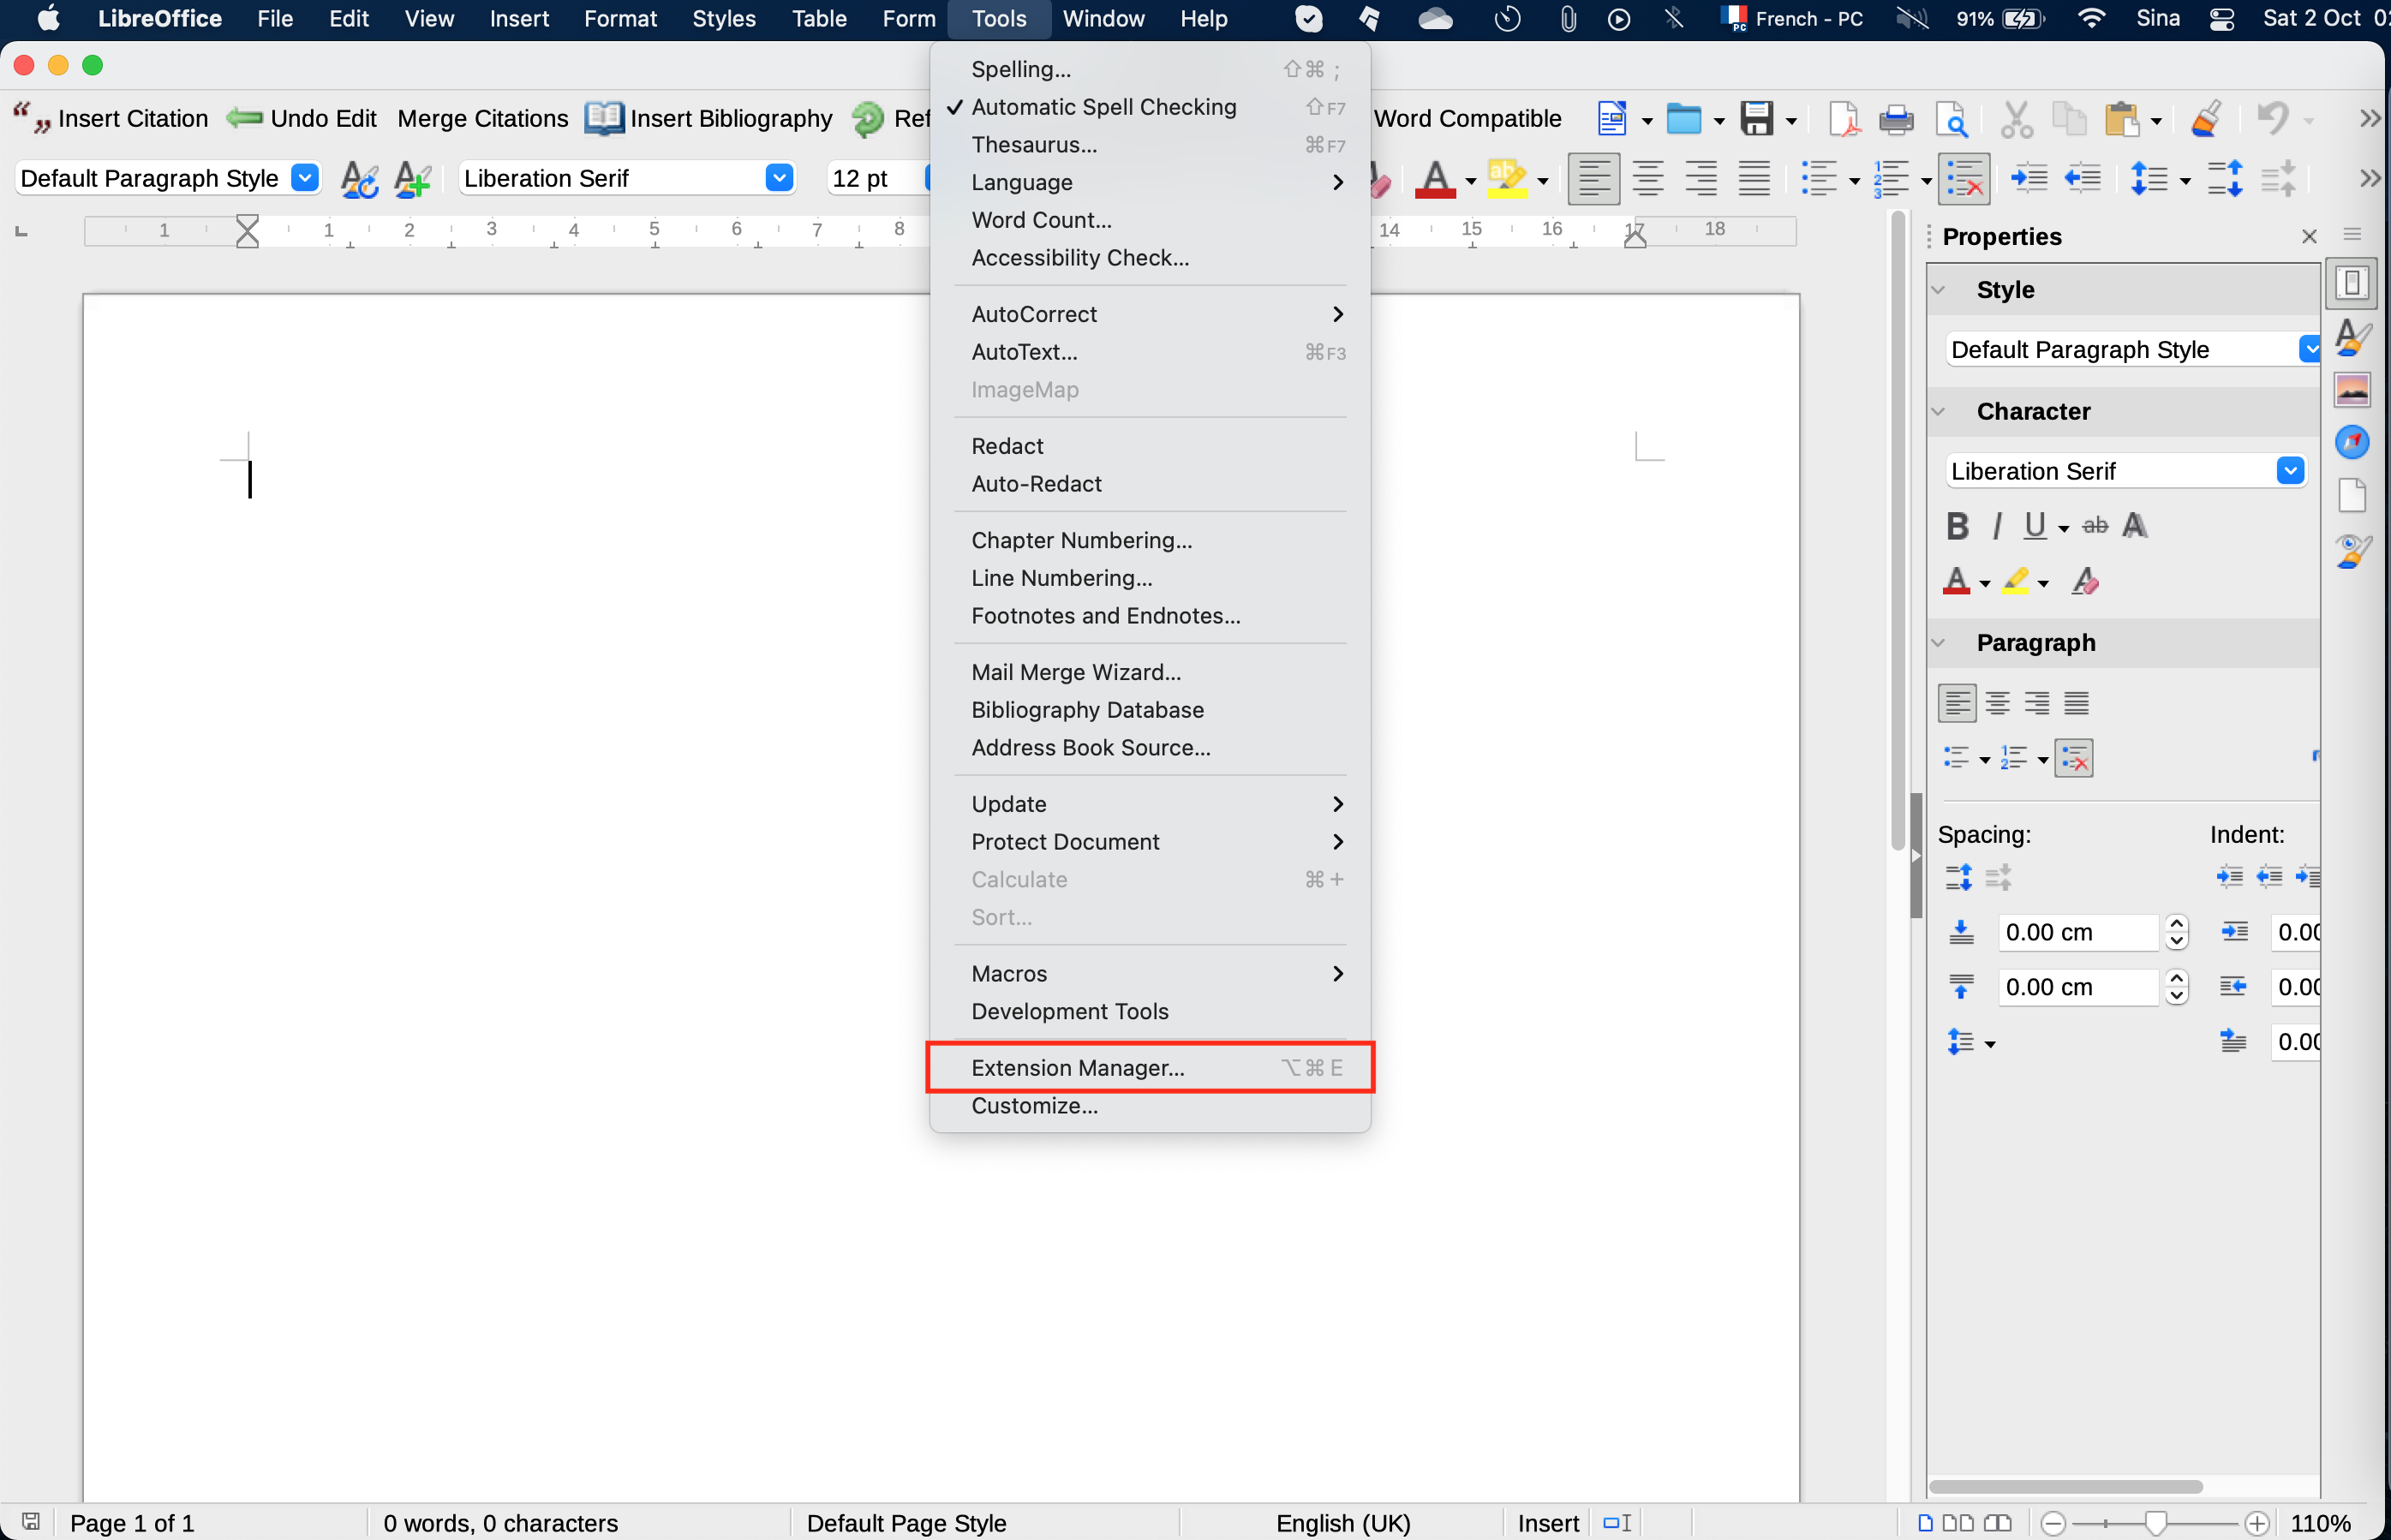 LibreOffice File Edit View Insert Format Styles Table Form Tools Window Help PC French - PC 91% Sina Sat 2 Oct
Insert Citation Undo Edit Merge Citations Insert Bibliography Ref Word Compatible
Default Paragraph Style Liberation Serif 12 pt
1 1 2 3 4 5 6 7 8 14 15 16 17 18
Spelling... ⇧⌘ ;
✓ Automatic Spell Checking ⇧F7
Thesaurus... ⌘F7
Language
Word Count...
Accessibility Check...
AutoCorrect
AutoText... ⌘F3
ImageMap
Redact
Auto-Redact
Chapter Numbering...
Line Numbering...
Footnotes and Endnotes...
Mail Merge Wizard...
Bibliography Database
Address Book Source...
Update
Protect Document
Calculate ⌘ +
Sort...
Macros
Development Tools
Extension Manager... ⌥⌘ E
Customize...
Properties
Style
Default Paragraph Style
Character
Liberation Serif
B I U ab A
Paragraph
Spacing: Indent:
0.00 cm 0.00
0.00 cm 0.00
0.00
Page 1 of 1 0 words, 0 characters Default Page Style English (UK) Insert 110%